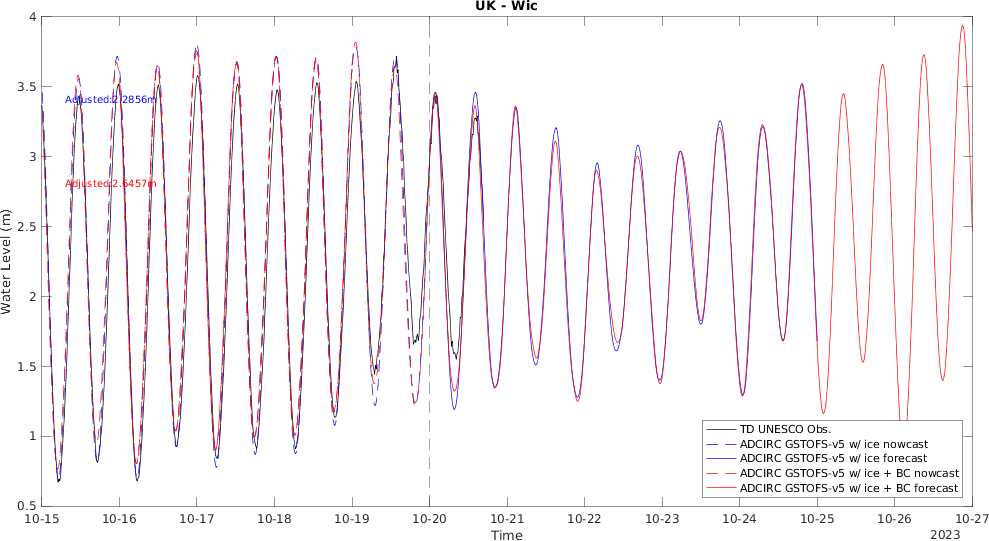 UK - Wic
4
3.5
3
2.5
2
1.5
1
0.5
Water Level (m)
Adjusted:2.2856m
Adjusted:2.6457m
TD UNESCO Obs.
ADCIRC GSTOFS-v5 w/ ice nowcast
ADCIRC GSTOFS-v5 w/ ice forecast
ADCIRC GSTOFS-v5 w/ ice + BC nowcast
ADCIRC GSTOFS-v5 w/ ice + BC forecast
10-15 10-16 10-17 10-18 10-19 10-20 10-21 10-22 10-23 10-24 10-25 10-26 10-27
Time
2023